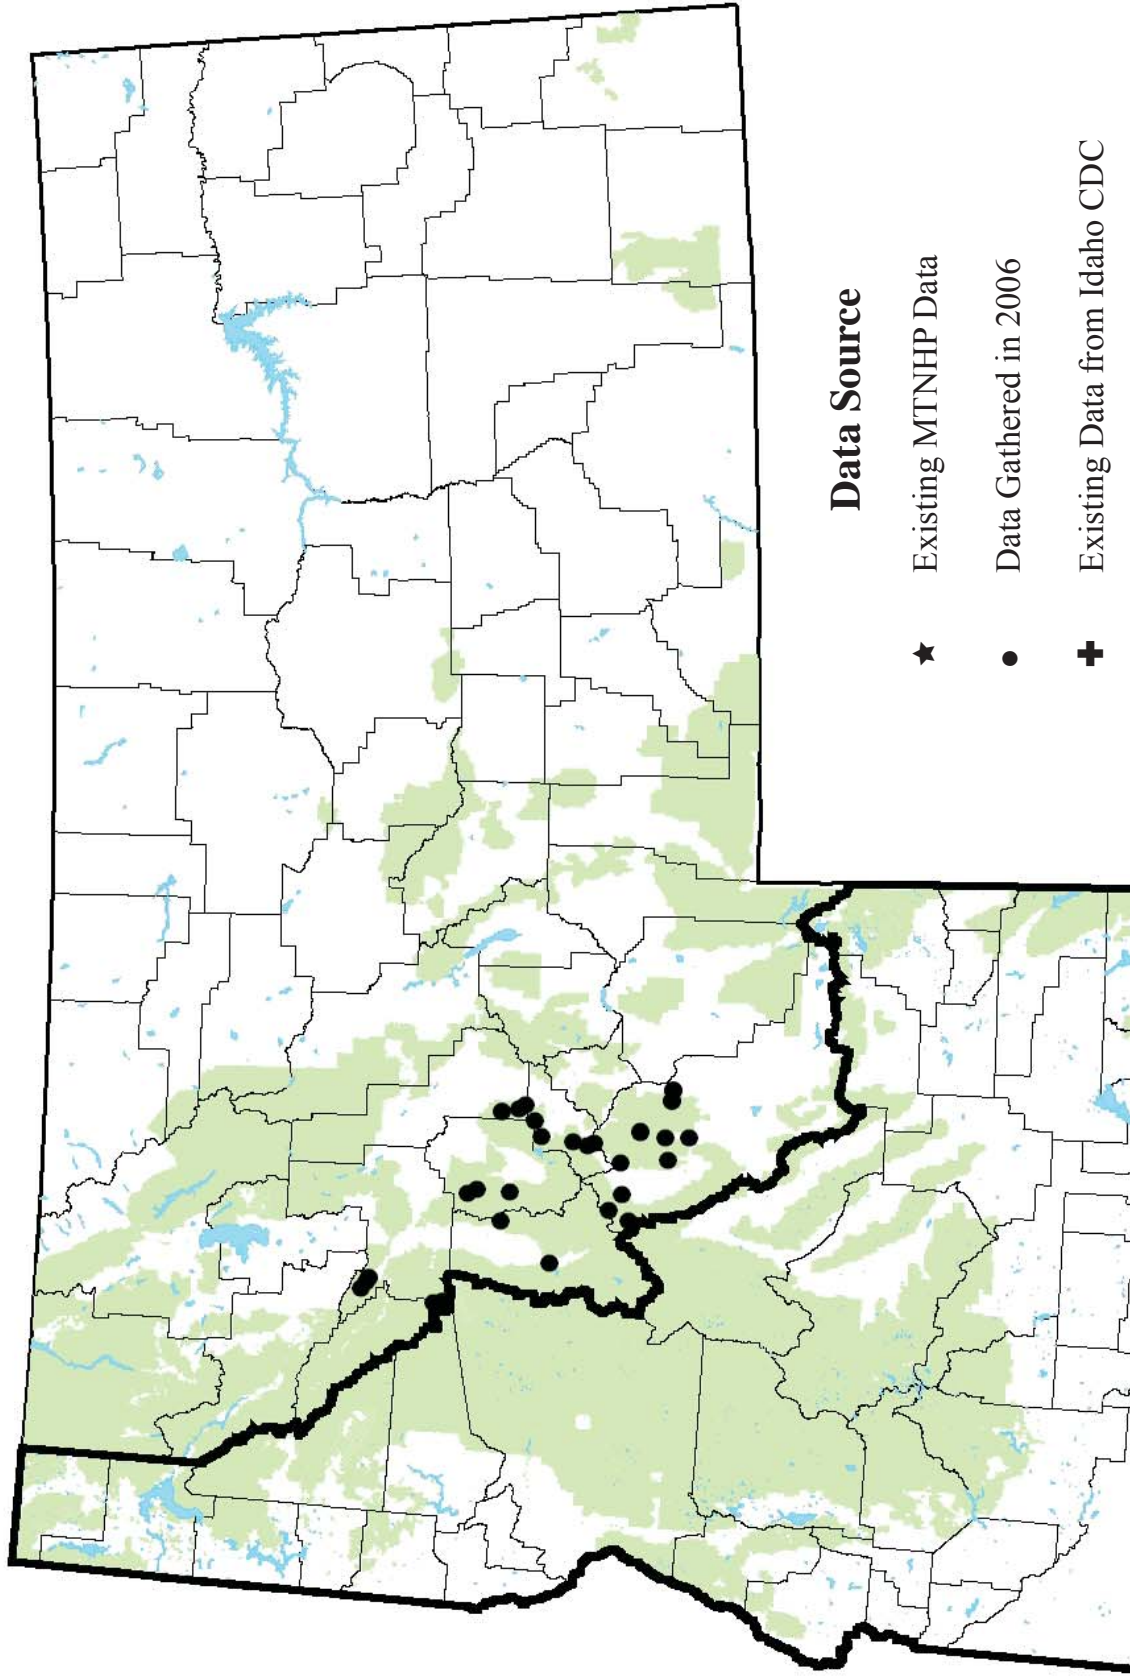 Data Source
Existing MTNHP Data
Data Gathered in 2006
Existing Data from Idaho CDC